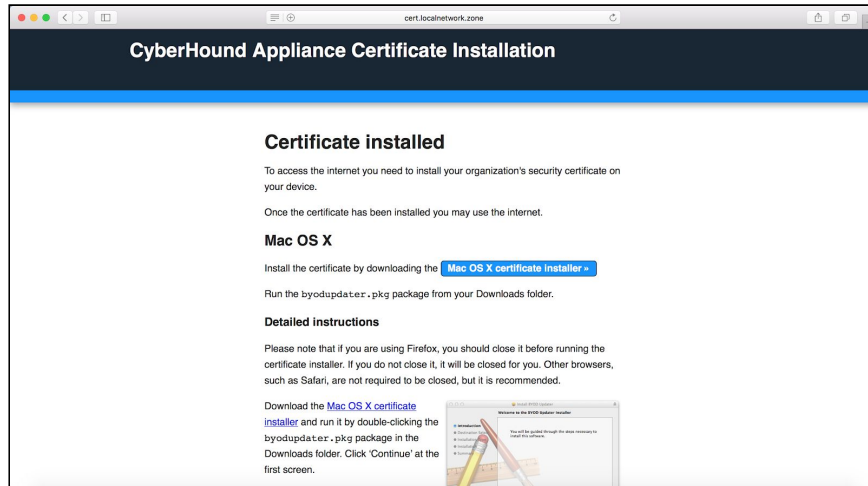 cert.localnetwork.zone
CyberHound Appliance Certificate Installation
Certificate installed
To access the internet you need to install your organization's security certificate on
your device.
Once the certificate has been installed you may use the internet.
Mac OS X
Install the certificate by downloading the Mac OS X certificate installer »
Run the byodupdater.pkg package from your Downloads folder.
Detailed instructions
Please note that if you are using Firefox, you should close it before running the
certificate installer. If you do not close it, it will be closed for you. Other browsers,
such as Safari, are not required to be closed, but it is recommended.
Download the Mac OS X certificate
installer and run it by double-clicking the
byodupdater.pkg package in the
Downloads folder. Click ‘Continue’ at the
first screen.
Install BYOD Updater
Welcome to the BYOD Updater Installer
Introduction
Destination
Installation
Installation
You will be guided through the steps necessary to
install this software.